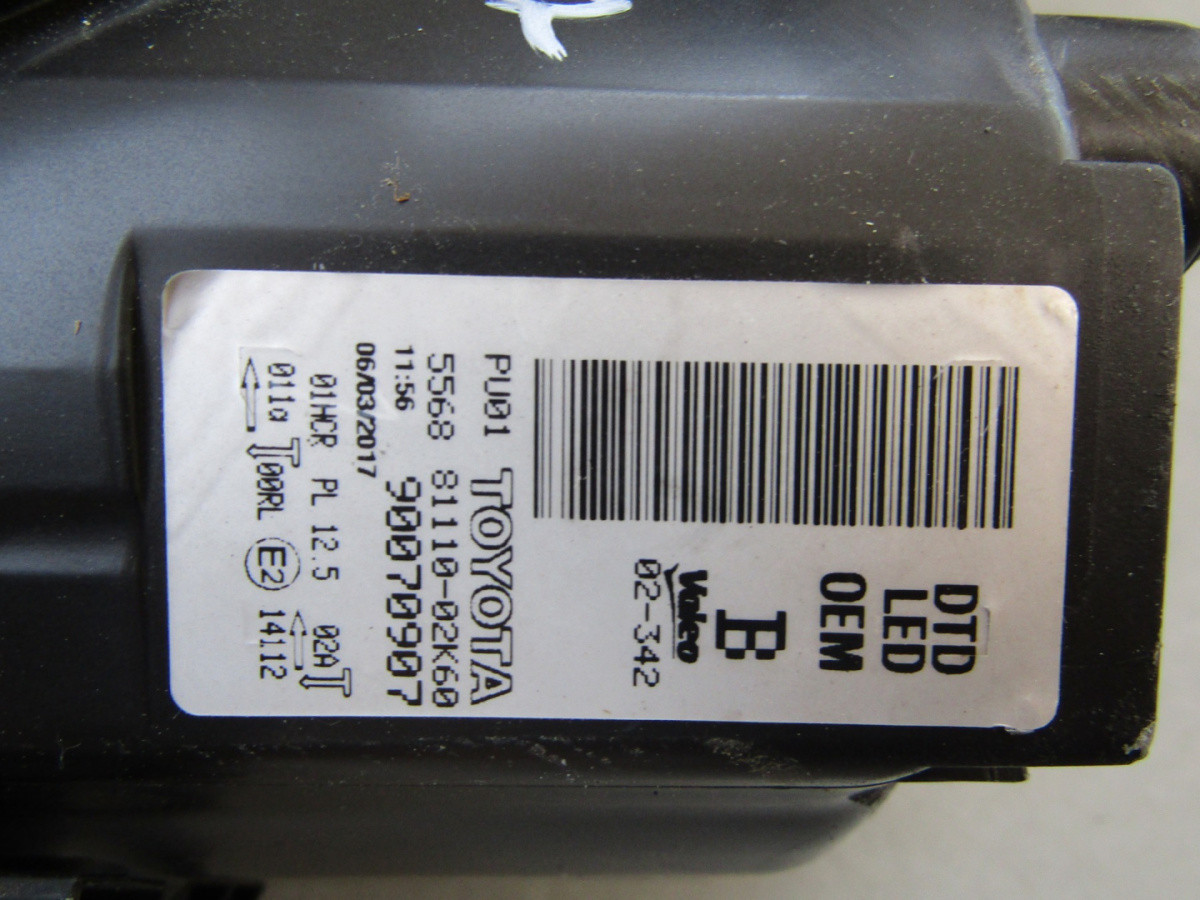 DTD
LED
OEM
B
Valeo
02-342
PU01 TOYOTA
5568 81110-02K60
11:56 90070907
06/03/2017
01HCR PL 12.5 02A
011a 00RL E2 14112